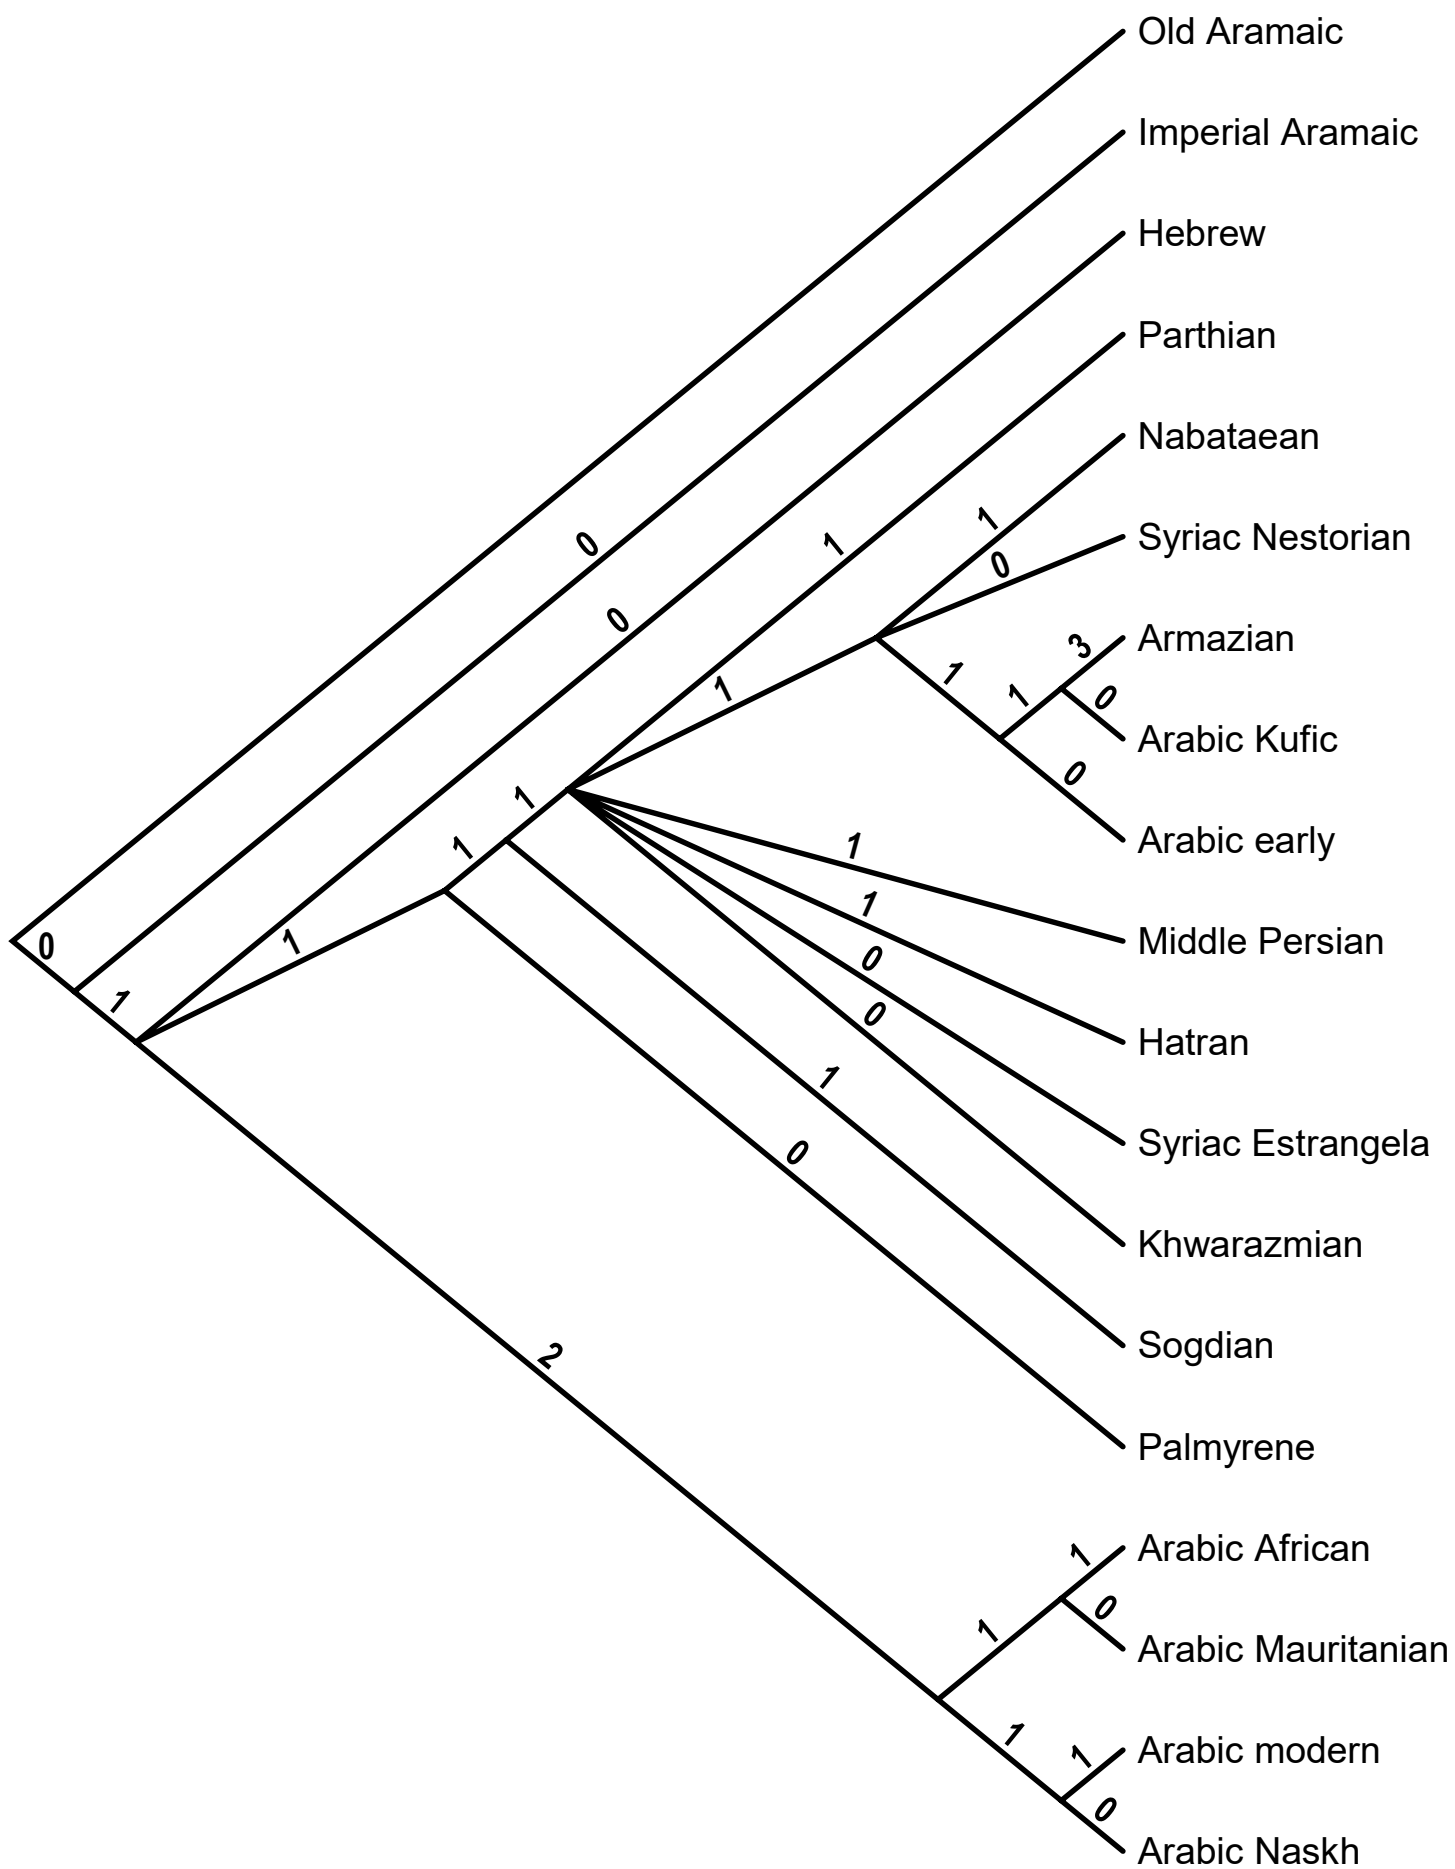 Old Aramaic
Imperial Aramaic
Hebrew
Parthian
Nabataean
1
Syriac Nestorian
0
0
1
0
Armazian
3
1
1
1
0
Arabic Kufic
0
1
1
Arabic early
1
1
Middle Persian
0
1
1
0
1
0
Hatran
1
Syriac Estrangela
0
Khwarazmian
Sogdian
2
Palmyrene
Arabic African
1
0
1
Arabic Mauritanian
1
1
Arabic modern
0
Arabic Naskh